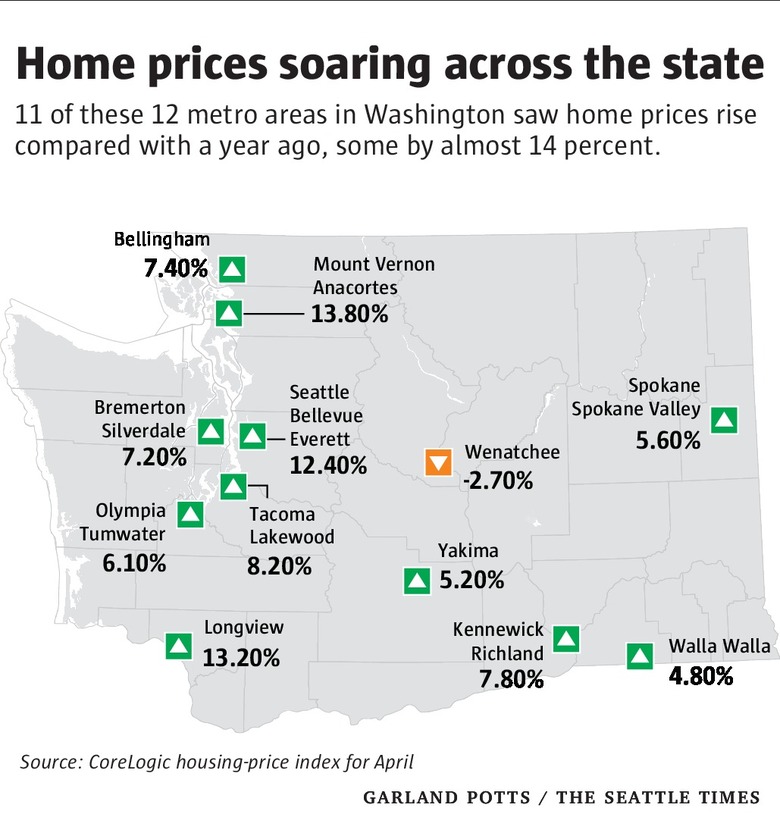 Home prices soaring across the state
11 of these 12 metro areas in Washington saw home prices rise
compared with a year ago, some by almost 14 percent.
Bellingham
7.40%
Mount Vernon
Anacortes
13.80%
Seattle
Bellevue
Everett
12.40%
Bremerton
Silverdale
7.20%
Spokane
Spokane Valley
5.60%
Wenatchee
-2.70%
Olympia
Tumwater
6.10%
Tacoma
Lakewood
8.20%
Yakima
5.20%
Longview
13.20%
Kennewick
Richland
7.80%
Walla Walla
4.80%
Source: CoreLogic housing-price index for April
GARLAND POTTS / THE SEATTLE TIMES